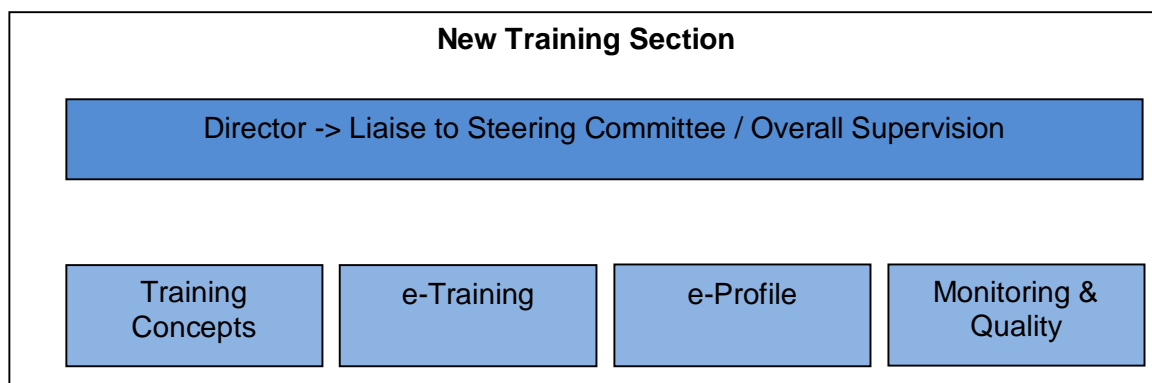 New Training Section
Director -> Liaise to Steering Committee / Overall Supervision
Training
Concepts
e-Training
e-Profile
Monitoring &
Quality